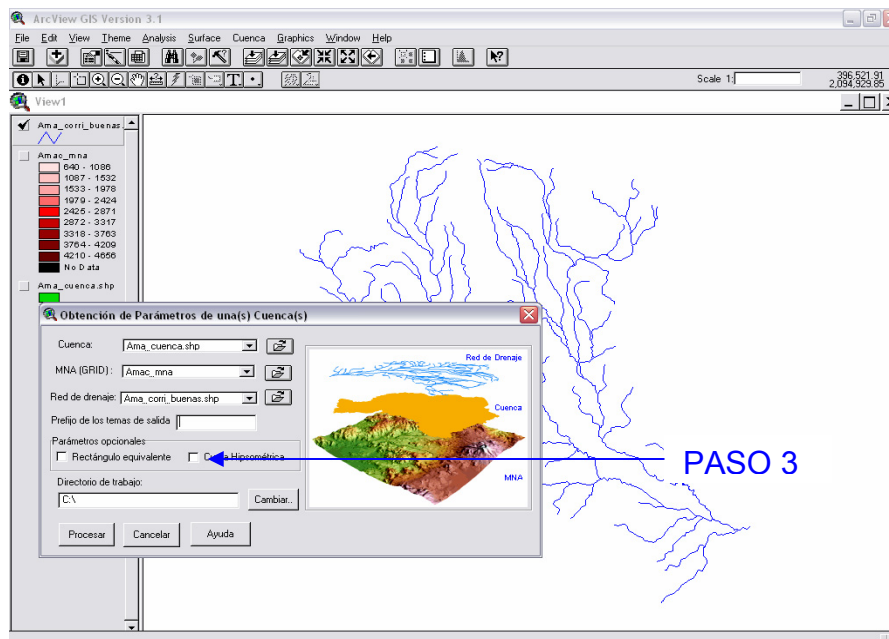 ArcView GIS Version 3.1
File Edit View Theme Analysis Surface Cuenca Graphics Window Help
Scale 1:
396,521.91
2,094,929.85
View1
Ama_corri_buenas.
Amac_mna
640 - 1086
1087 - 1532
1533 - 1978
1979 - 2424
2425 - 2871
2872 - 3317
3318 - 3763
3764 - 4209
4210 - 4656
No Data
Ama_cuenca.shp
Obtención de Parámetros de una(s) Cuenca(s)
Cuenca: Ama_cuenca.shp
MNA (GRID): Amac_mna
Red de drenaje: Ama_corri_buenas.shp
Prefijo de los temas de salida
Parámetros opcionales
Rectángulo equivalente Hipsométrica
Directorio de trabajo:
C:\ Cambiar..
Procesar Cancelar Ayuda
Red de Drenaje
Cuenca
MNA
PASO 3